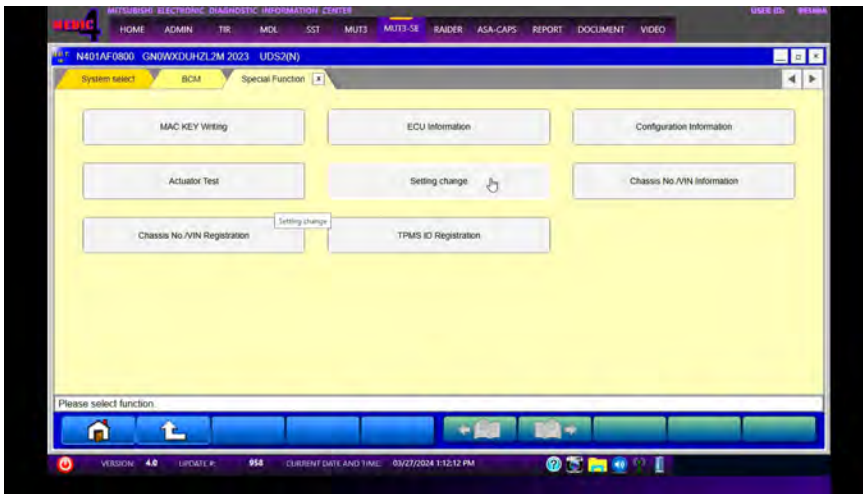 MITSUBISHI ELECTRONIC DIAGNOSTIC INFORMATION CENTER USER ID:
MEDIC 4 HOME ADMIN TIR MDL SST MUT3 MUT3-SE RAIDER ASA-CAPS REPORT DOCUMENT VIDEO
N401AF0800 GN0WXDUHZL2M 2023 UDS2(N)
System select BCM Special Function x
MAC KEY Writing ECU Information Configuration Information
Actuator Test Setting change Chassis No./VIN Information
Setting change
Chassis No./VIN Registration TPMS ID Registration
Please select function.
VERSION: 4.0 UPDATE #: 958 CURRENT DATE AND TIME: 03/27/2024 1:12:12 PM